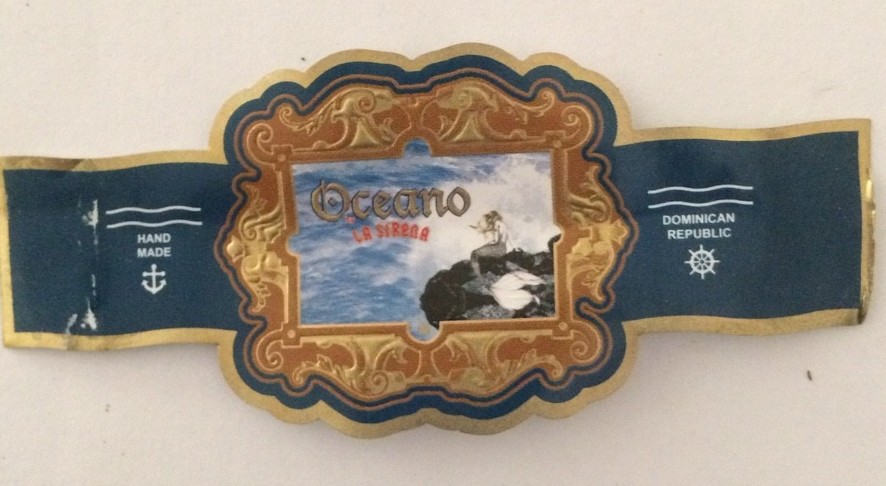 Oceano
LA SIRENA
HAND
MADE
DOMINICAN
REPUBLIC